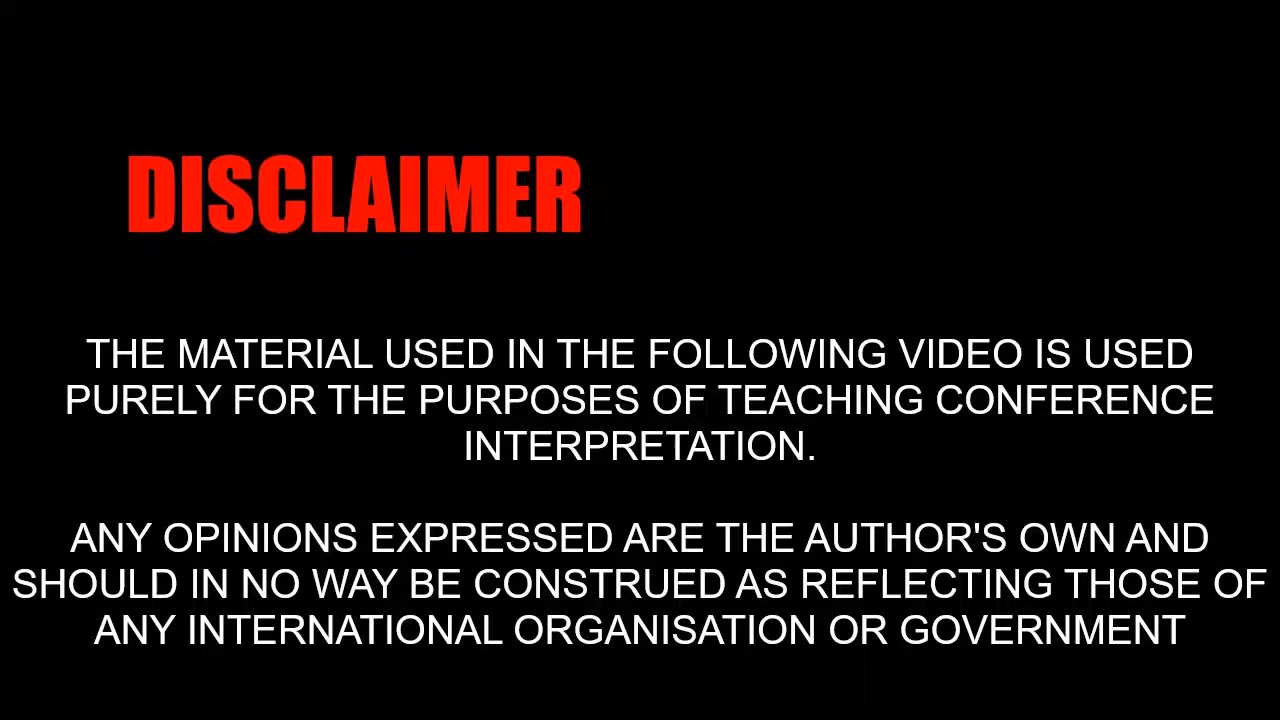 DISCLAIMER
THE MATERIAL USED IN THE FOLLOWING VIDEO IS USED
PURELY FOR THE PURPOSES OF TEACHING CONFERENCE
INTERPRETATION.
ANY OPINIONS EXPRESSED ARE THE AUTHOR'S OWN AND
SHOULD IN NO WAY BE CONSTRUED AS REFLECTING THOSE OF
ANY INTERNATIONAL ORGANISATION OR GOVERNMENT